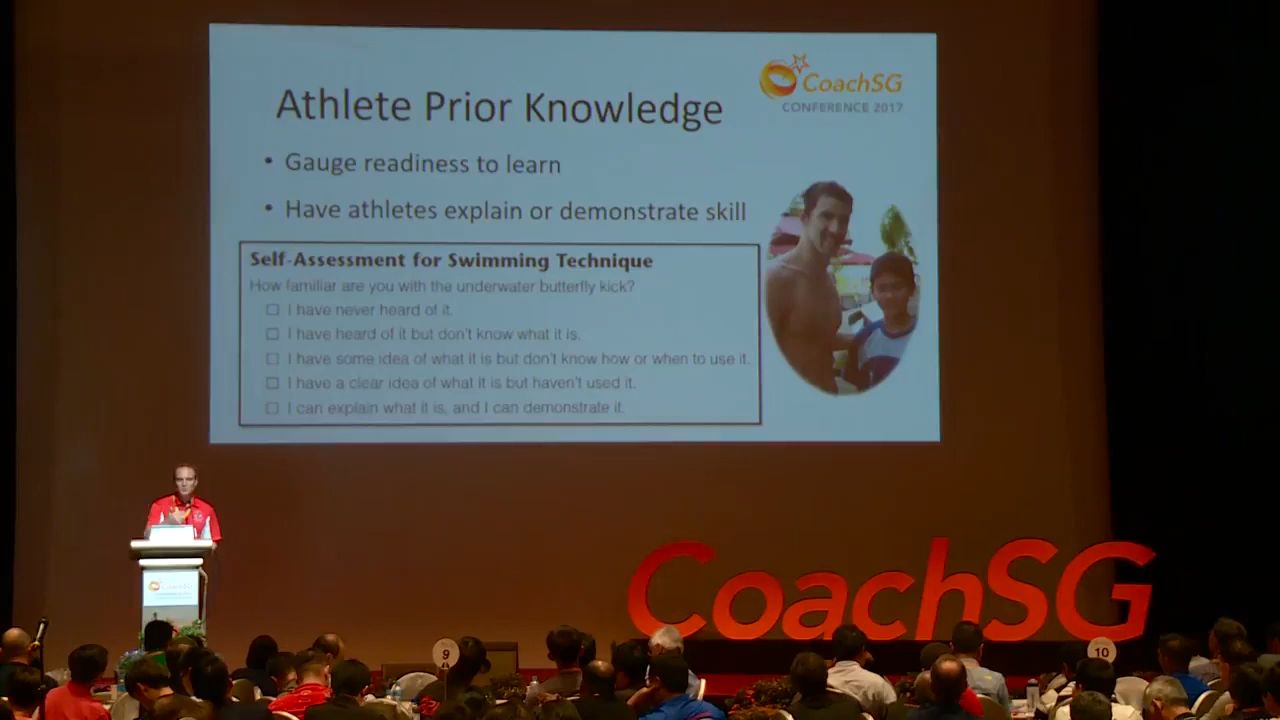 CoachSG
CONFERENCE 2017
Athlete Prior Knowledge
• Gauge readiness to learn
• Have athletes explain or demonstrate skill
Self-Assessment for Swimming Technique
How familiar are you with the underwater butterfly kick?
☐ I have never heard of it.
☐ I have heard of it but don't know what it is.
☐ I have some idea of what it is but don't know how or when to use it.
☐ I have a clear idea of what it is but haven't used it.
☐ I can explain what it is, and I can demonstrate it.
CoachSG
9
10